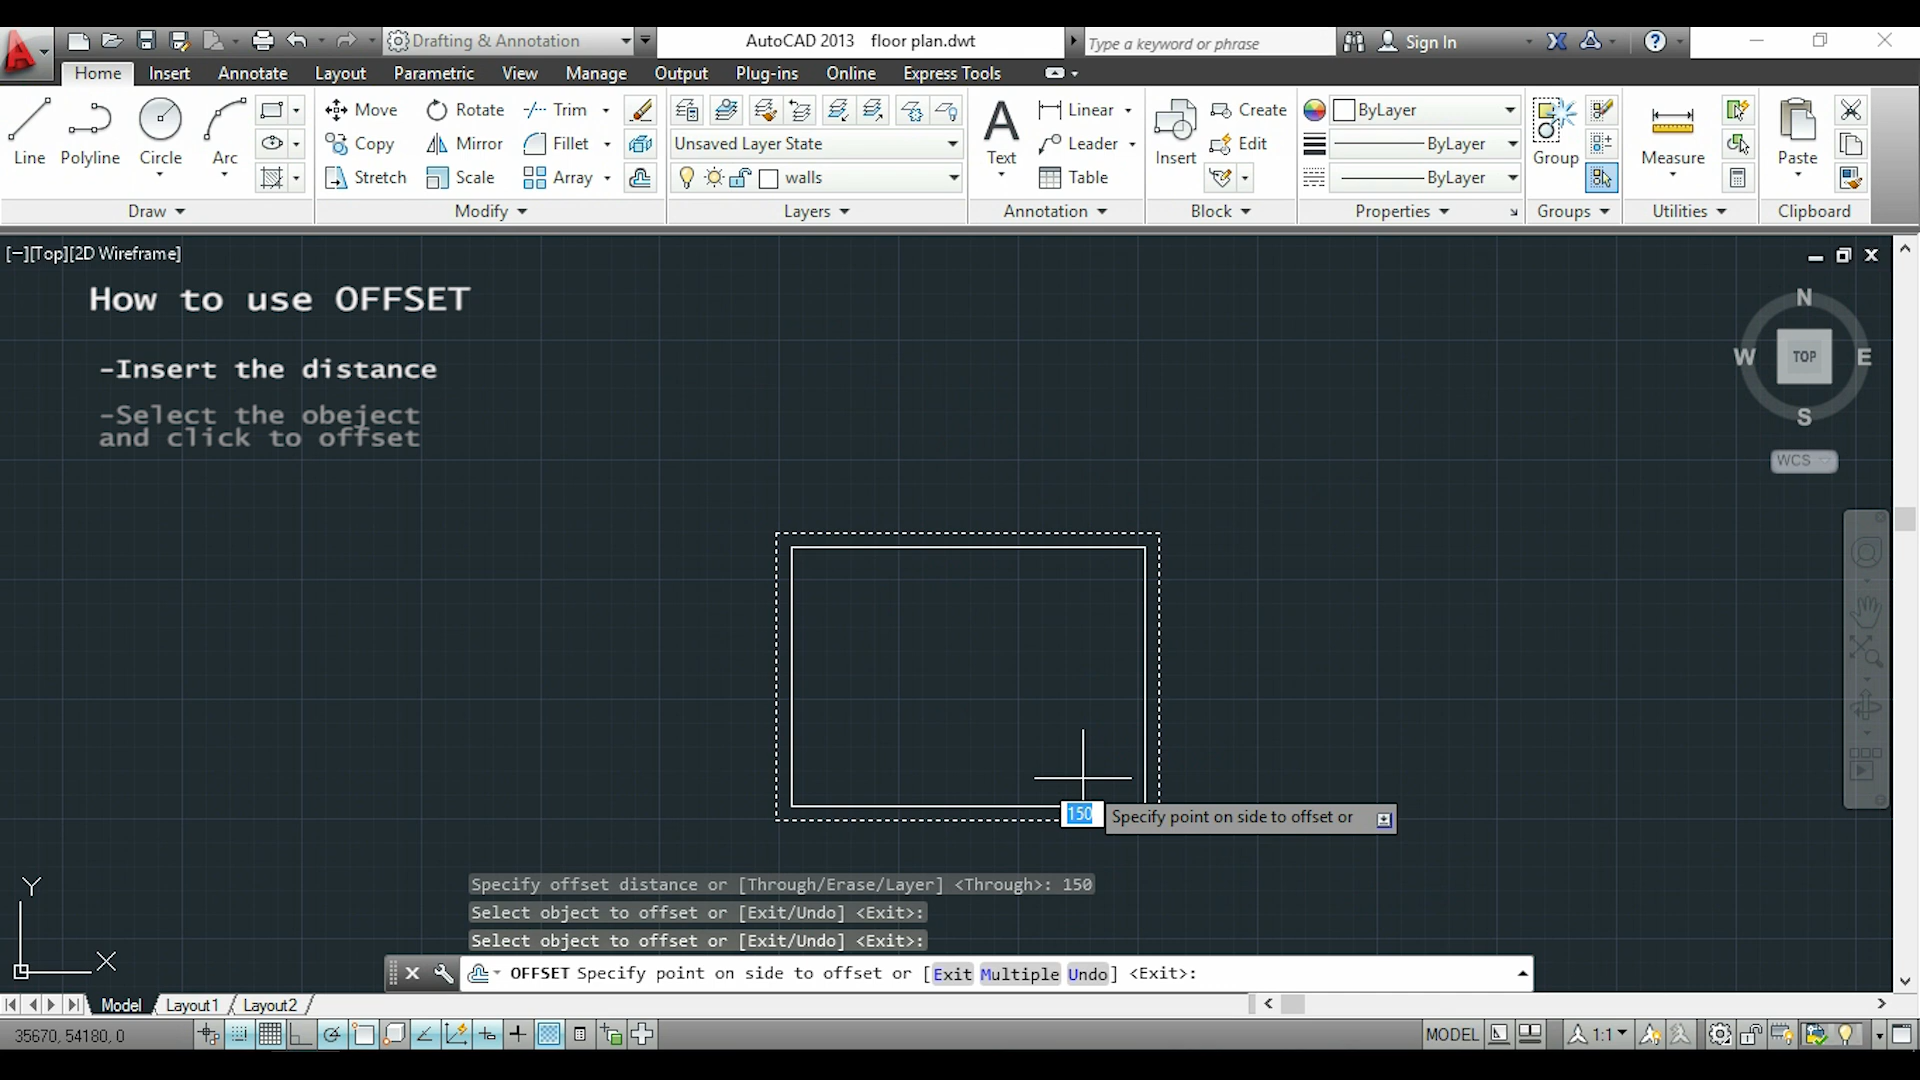 Drafting & Annotation
AutoCAD 2013 floor plan.dwt
Type a keyword or phrase
Sign In
Home Insert Annotate Layout Parametric View Manage Output Plug-ins Online Express Tools
Line Polyline Circle Arc
Move Rotate Trim
Copy Mirror Fillet
Stretch Scale Array
Unsaved Layer State
walls
Text
Linear
Leader
Table
Insert
Create
Edit
ByLayer
ByLayer
ByLayer
Group
Measure
Paste
Draw Modify Layers Annotation Block Properties Groups Utilities Clipboard
[−][Top][2D Wireframe]
How to use OFFSET
-Insert the distance
-Select the obeject
and click to offset
N
W TOP E
S
WCS
150 Specify point on side to offset or
Y
X
Specify offset distance or [Through/Erase/Layer] <Through>: 150
Select object to offset or [Exit/Undo] <Exit>:
Select object to offset or [Exit/Undo] <Exit>:
OFFSET Specify point on side to offset or [Exit Multiple Undo] <Exit>:
Model Layout1 Layout2
35670, 54180, 0
MODEL
1:1